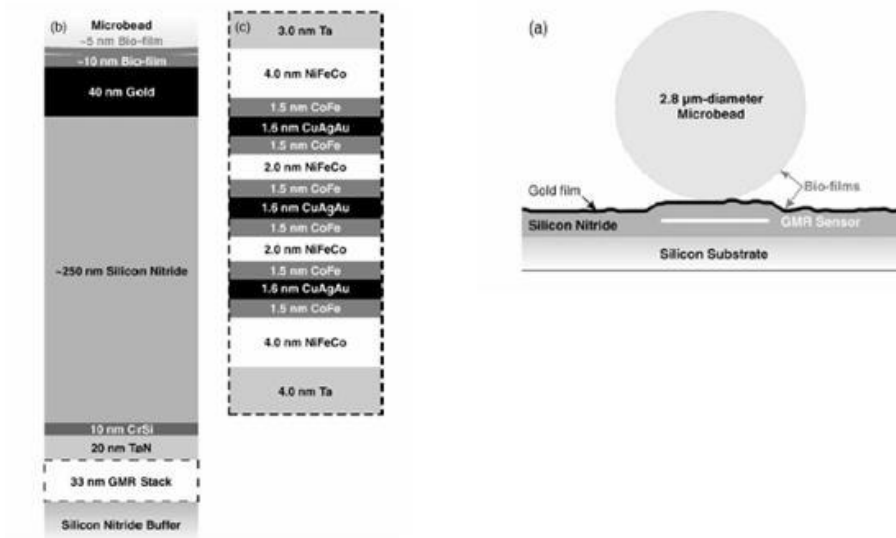 (b)
Microbead
~5 nm Bio-film
~10 nm Bio-film
40 nm Gold
~250 nm Silicon Nitride
10 nm CrSi
20 nm TaN
33 nm GMR Stack
Silicon Nitride Buffer
(c)
3.0 nm Ta
4.0 nm NiFeCo
1.5 nm CoFe
1.6 nm CuAgAu
1.5 nm CoFe
2.0 nm NiFeCo
1.5 nm CoFe
1.6 nm CuAgAu
1.5 nm CoFe
2.0 nm NiFeCo
1.5 nm CoFe
1.6 nm CuAgAu
1.5 nm CoFe
4.0 nm NiFeCo
4.0 nm Ta
(a)
2.8 µm-diameter
Microbead
Bio-films
Gold film
Silicon Nitride
GMR Sensor
Silicon Substrate